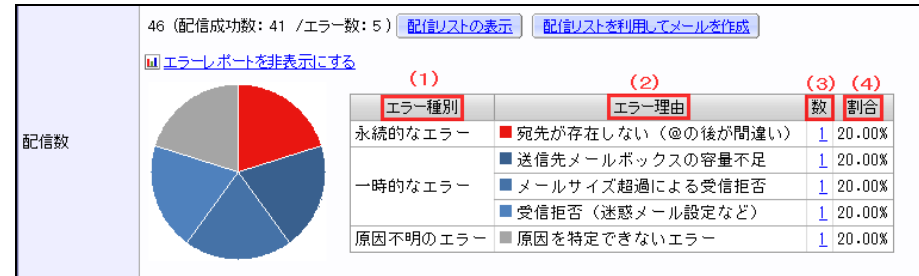 46（配信成功数：41 /エラー数：5） 配信リストの表示 配信リストを利用してメールを作成
エラーレポートを非表示にする
(1) (2) (3) (4)
エラー種別 エラー理由 数 割合
配信数
永続的なエラー 宛先が存在しない（@の後が間違い） 1 20.00%
一時的なエラー 送信先メールボックスの容量不足 1 20.00%
メールサイズ超過による受信拒否 1 20.00%
受信拒否（迷惑メール設定など） 1 20.00%
原因不明のエラー 原因を特定できないエラー 1 20.00%